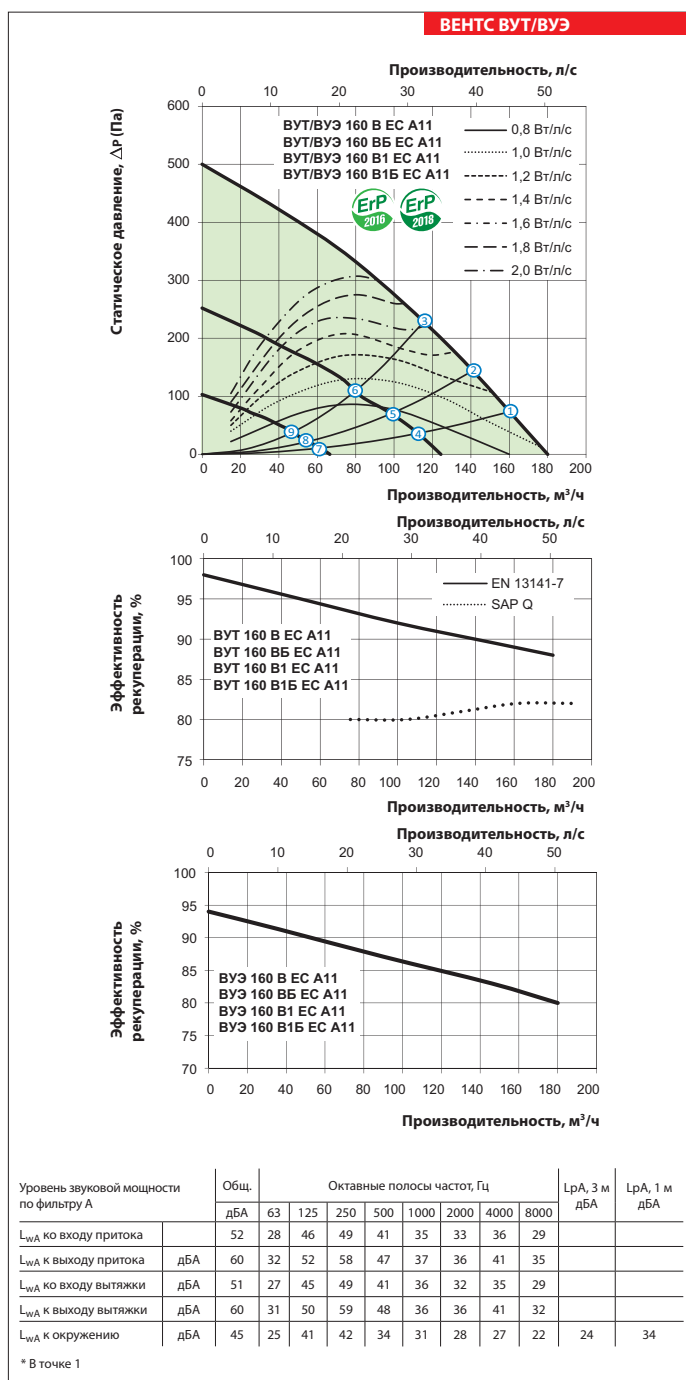 ВЕНТС ВУТ/ВУЭ
Производительность, л/с
0 10 20 30 40 50
Статическое давление, △P (Па)
600
500
400
300
200
100
0
ВУТ/ВУЭ 160 В ЕС А11
ВУТ/ВУЭ 160 ВБ ЕС А11
ВУТ/ВУЭ 160 В1 ЕС А11
ВУТ/ВУЭ 160 В1Б ЕС А11
ErP 2016
ErP 2018
0,8 Вт/л/с
1,0 Вт/л/с
1,2 Вт/л/с
1,4 Вт/л/с
1,6 Вт/л/с
1,8 Вт/л/с
2,0 Вт/л/с
3
2
1
6
5
4
9
8
7
0 20 40 60 80 100 120 140 160 180 200
Производительность, м³/ч
Производительность, л/с
0 10 20 30 40 50
Эффективность
рекуперации, %
100
95
90
85
80
75
EN 13141-7
SAP Q
ВУТ 160 В ЕС А11
ВУТ 160 ВБ ЕС А11
ВУТ 160 В1 ЕС А11
ВУТ 160 В1Б ЕС А11
0 20 40 60 80 100 120 140 160 180 200
Производительность, м³/ч
Производительность, л/с
0 10 20 30 40 50
Эффективность
рекуперации, %
100
95
90
85
80
75
70
ВУЭ 160 В ЕС А11
ВУЭ 160 ВБ ЕС А11
ВУЭ 160 В1 ЕС А11
ВУЭ 160 В1Б ЕС А11
0 20 40 60 80 100 120 140 160 180 200
Производительность, м³/ч
Уровень звуковой мощности
по фильтру А
Общ. Октавные полосы частот, Гц LpA, 3 м дБА LpA, 1 м дБА
дБА 63 125 250 500 1000 2000 4000 8000
LwA ко входу притока 52 28 46 49 41 35 33 36 29
LwA к выходу притока дБА 60 32 52 58 47 37 36 41 35
LwA ко входу вытяжки дБА 51 27 45 49 41 36 32 35 29
LwA к выходу вытяжки дБА 60 31 50 59 48 36 36 41 32
LwA к окружению дБА 45 25 41 42 34 31 28 27 22 24 34
* В точке 1